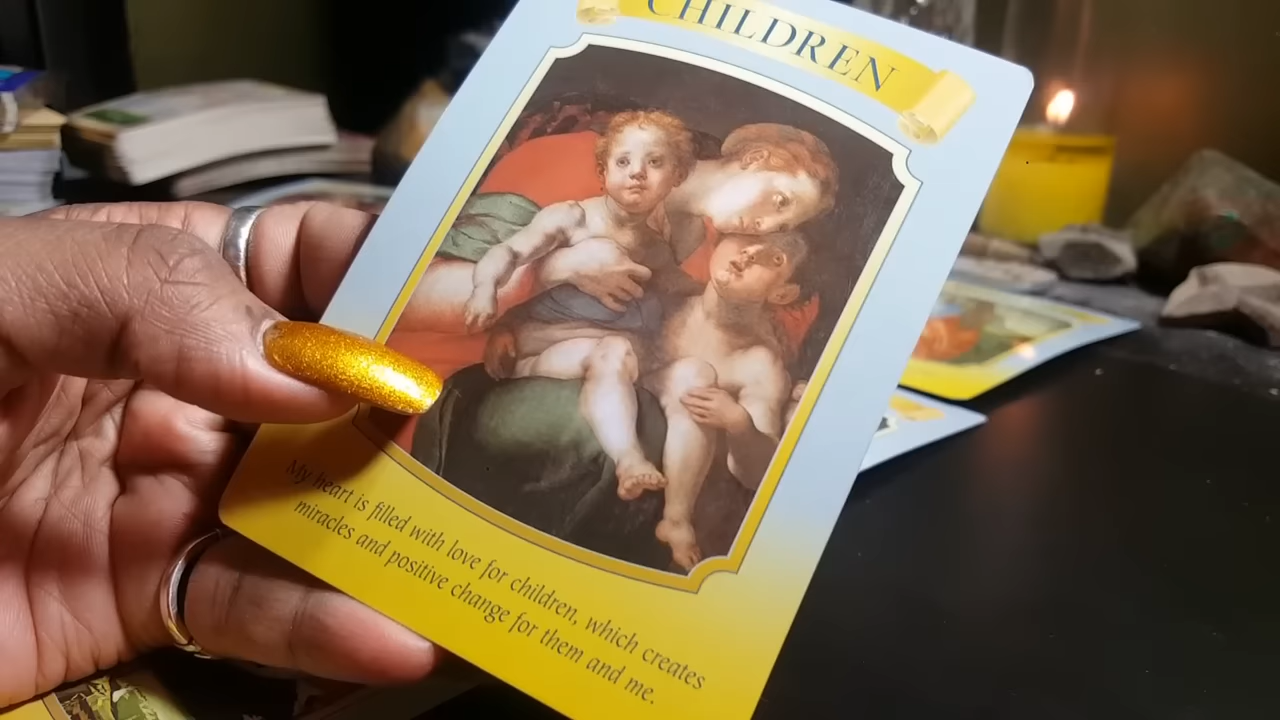 CHILDREN
My heart is filled with love for children, which creates
miracles and positive change for them and me.